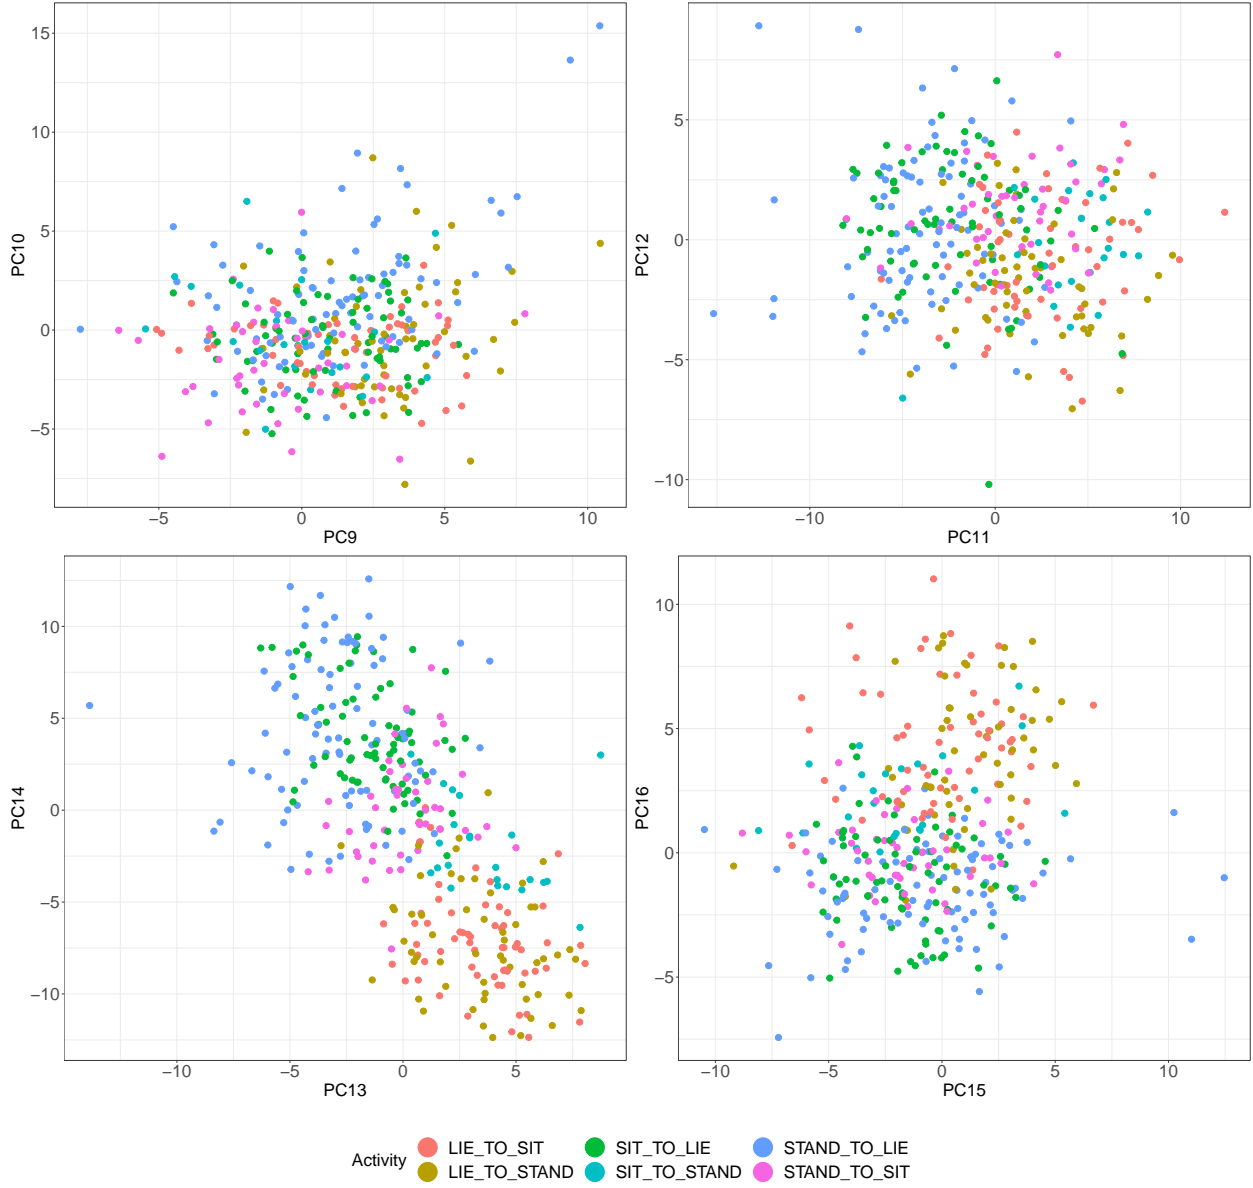 15
10
5
0
−5
PC10
−5
0
5
10
PC9
5
0
−5
−10
PC12
−10
0
10
PC11
10
5
0
−5
−10
PC14
−10
−5
0
5
PC13
10
5
0
−5
PC16
−10
−5
0
5
10
PC15
Activity
LIE_TO_SIT
SIT_TO_LIE
STAND_TO_LIE
LIE_TO_STAND
SIT_TO_STAND
STAND_TO_SIT